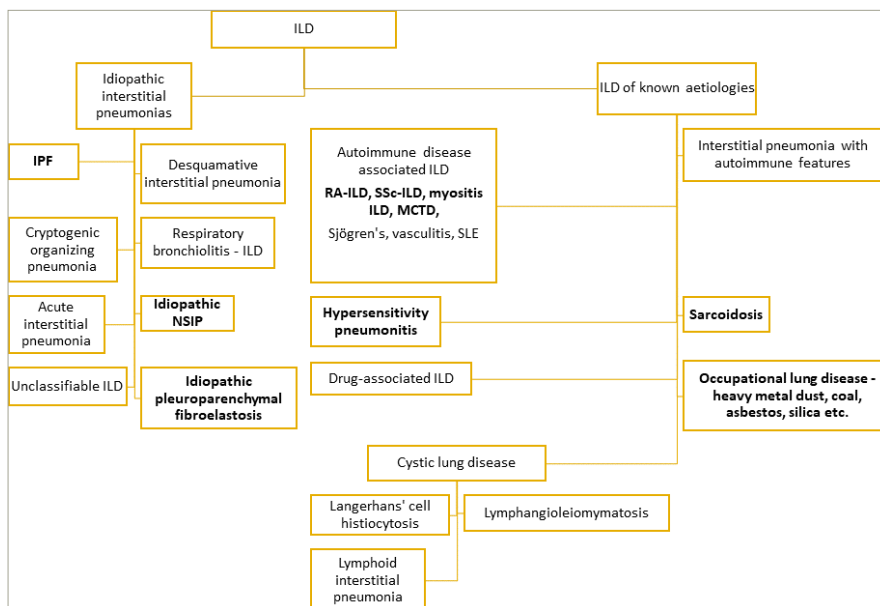 ILD
Idiopathic
interstitial
pneumonias
ILD of known aetiologies
IPF
Desquamative
interstitial pneumonia
Cryptogenic
organizing
pneumonia
Respiratory
bronchiolitis - ILD
Acute
interstitial
pneumonia
Idiopathic
NSIP
Unclassifiable ILD
Idiopathic
pleuroparenchymal
fibroelastosis
Autoimmune disease
associated ILD
RA-ILD, SSc-ILD, myositis
ILD, MCTD,
Sjögren's, vasculitis, SLE
Interstitial pneumonia with
autoimmune features
Hypersensitivity
pneumonitis
Sarcoidosis
Drug-associated ILD
Occupational lung disease -
heavy metal dust, coal,
asbestos, silica etc.
Cystic lung disease
Langerhans' cell
histiocytosis
Lymphangioleiomymatosis
Lymphoid
interstitial
pneumonia